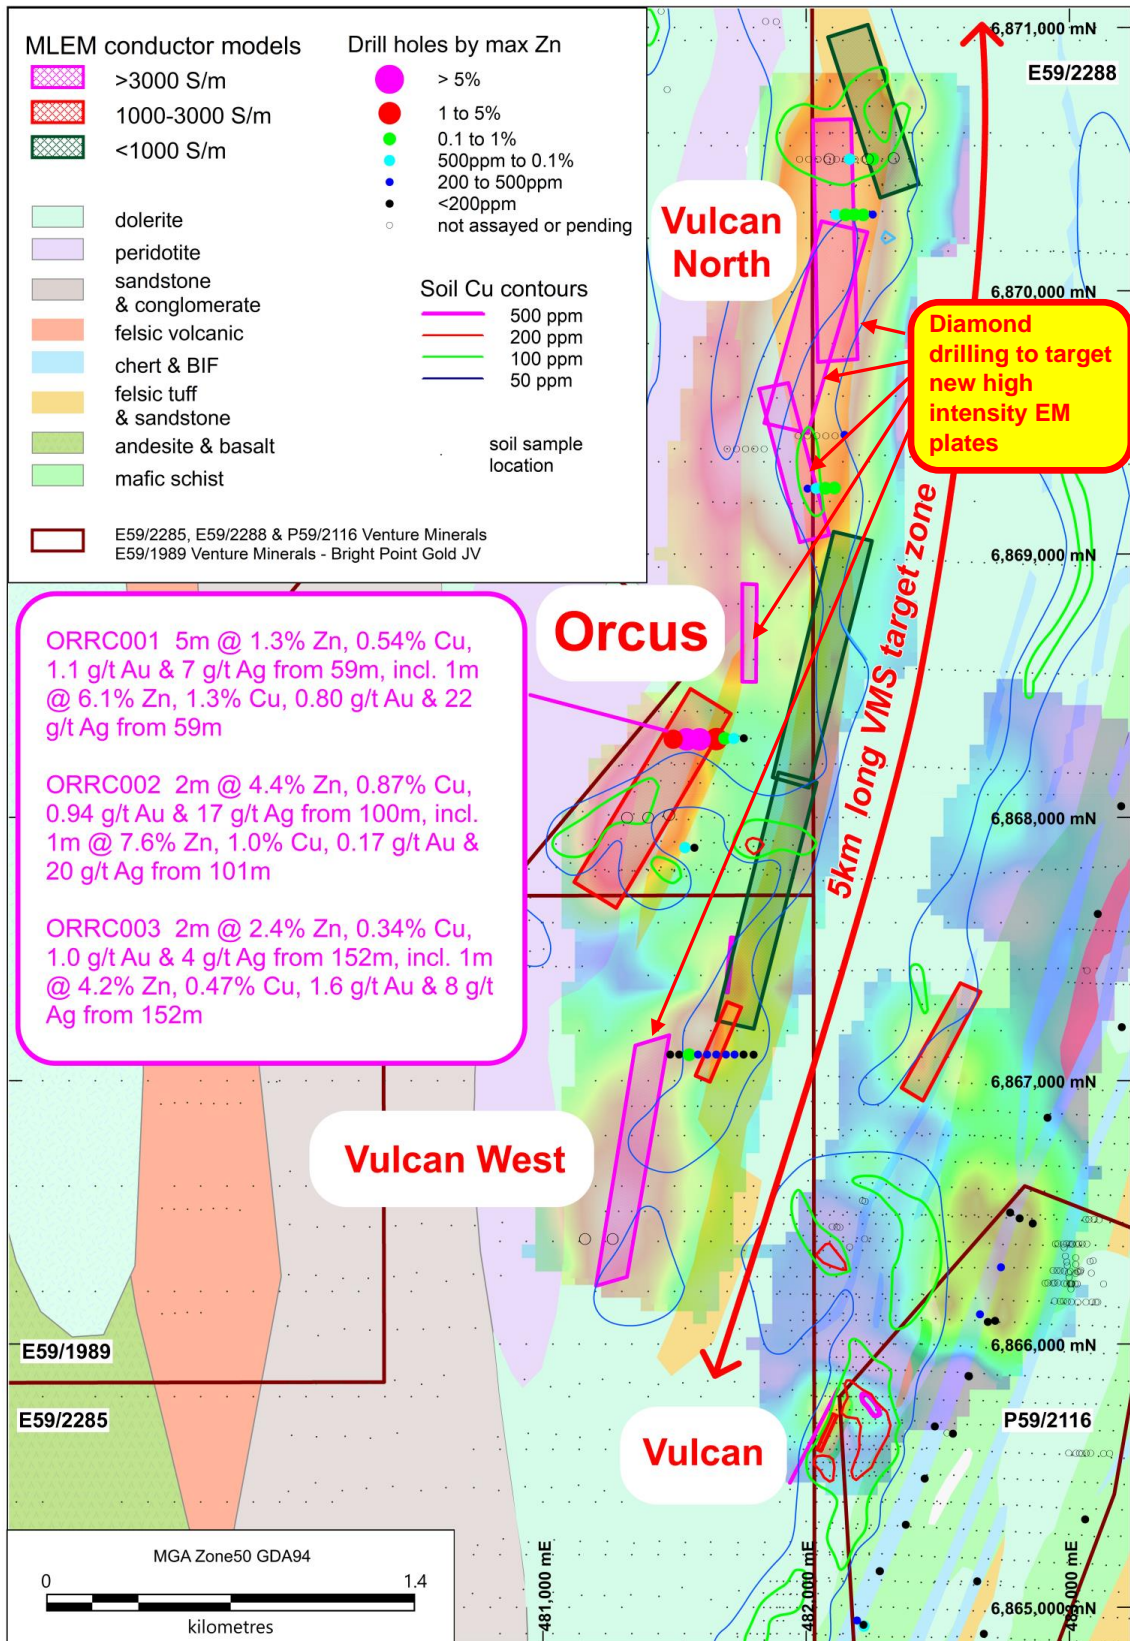 MLEM conductor models
>3000 S/m
1000-3000 S/m
<1000 S/m
dolerite
peridotite
sandstone
& conglomerate
felsic volcanic
chert & BIF
felsic tuff
& sandstone
andesite & basalt
mafic schist
Drill holes by max Zn
> 5%
1 to 5%
0.1 to 1%
500ppm to 0.1%
200 to 500ppm
<200ppm
not assayed or pending
Soil Cu contours
500 ppm
200 ppm
100 ppm
50 ppm
soil sample
location
E59/2285, E59/2288 & P59/2116 Venture Minerals
E59/1989 Venture Minerals - Bright Point Gold JV
6,871,000 mN
E59/2288
Vulcan
North
6,870,000 mN
Diamond
drilling to target
new high
intensity EM
plates
6,869,000 mN
5km long VMS target zone
Orcus
ORRC001 5m @ 1.3% Zn, 0.54% Cu,
1.1 g/t Au & 7 g/t Ag from 59m, incl. 1m
@ 6.1% Zn, 1.3% Cu, 0.80 g/t Au & 22
g/t Ag from 59m
ORRC002 2m @ 4.4% Zn, 0.87% Cu,
0.94 g/t Au & 17 g/t Ag from 100m, incl.
1m @ 7.6% Zn, 1.0% Cu, 0.17 g/t Au &
20 g/t Ag from 101m
ORRC003 2m @ 2.4% Zn, 0.34% Cu,
1.0 g/t Au & 4 g/t Ag from 152m, incl. 1m
@ 4.2% Zn, 0.47% Cu, 1.6 g/t Au & 8 g/t
Ag from 152m
6,868,000 mN
6,867,000 mN
Vulcan West
6,866,000 mN
E59/1989
E59/2285
P59/2116
Vulcan
MGA Zone50 GDA94
0 1.4
kilometres
481,000 mE
482,000 mE
483,000 mE
6,865,000 mN